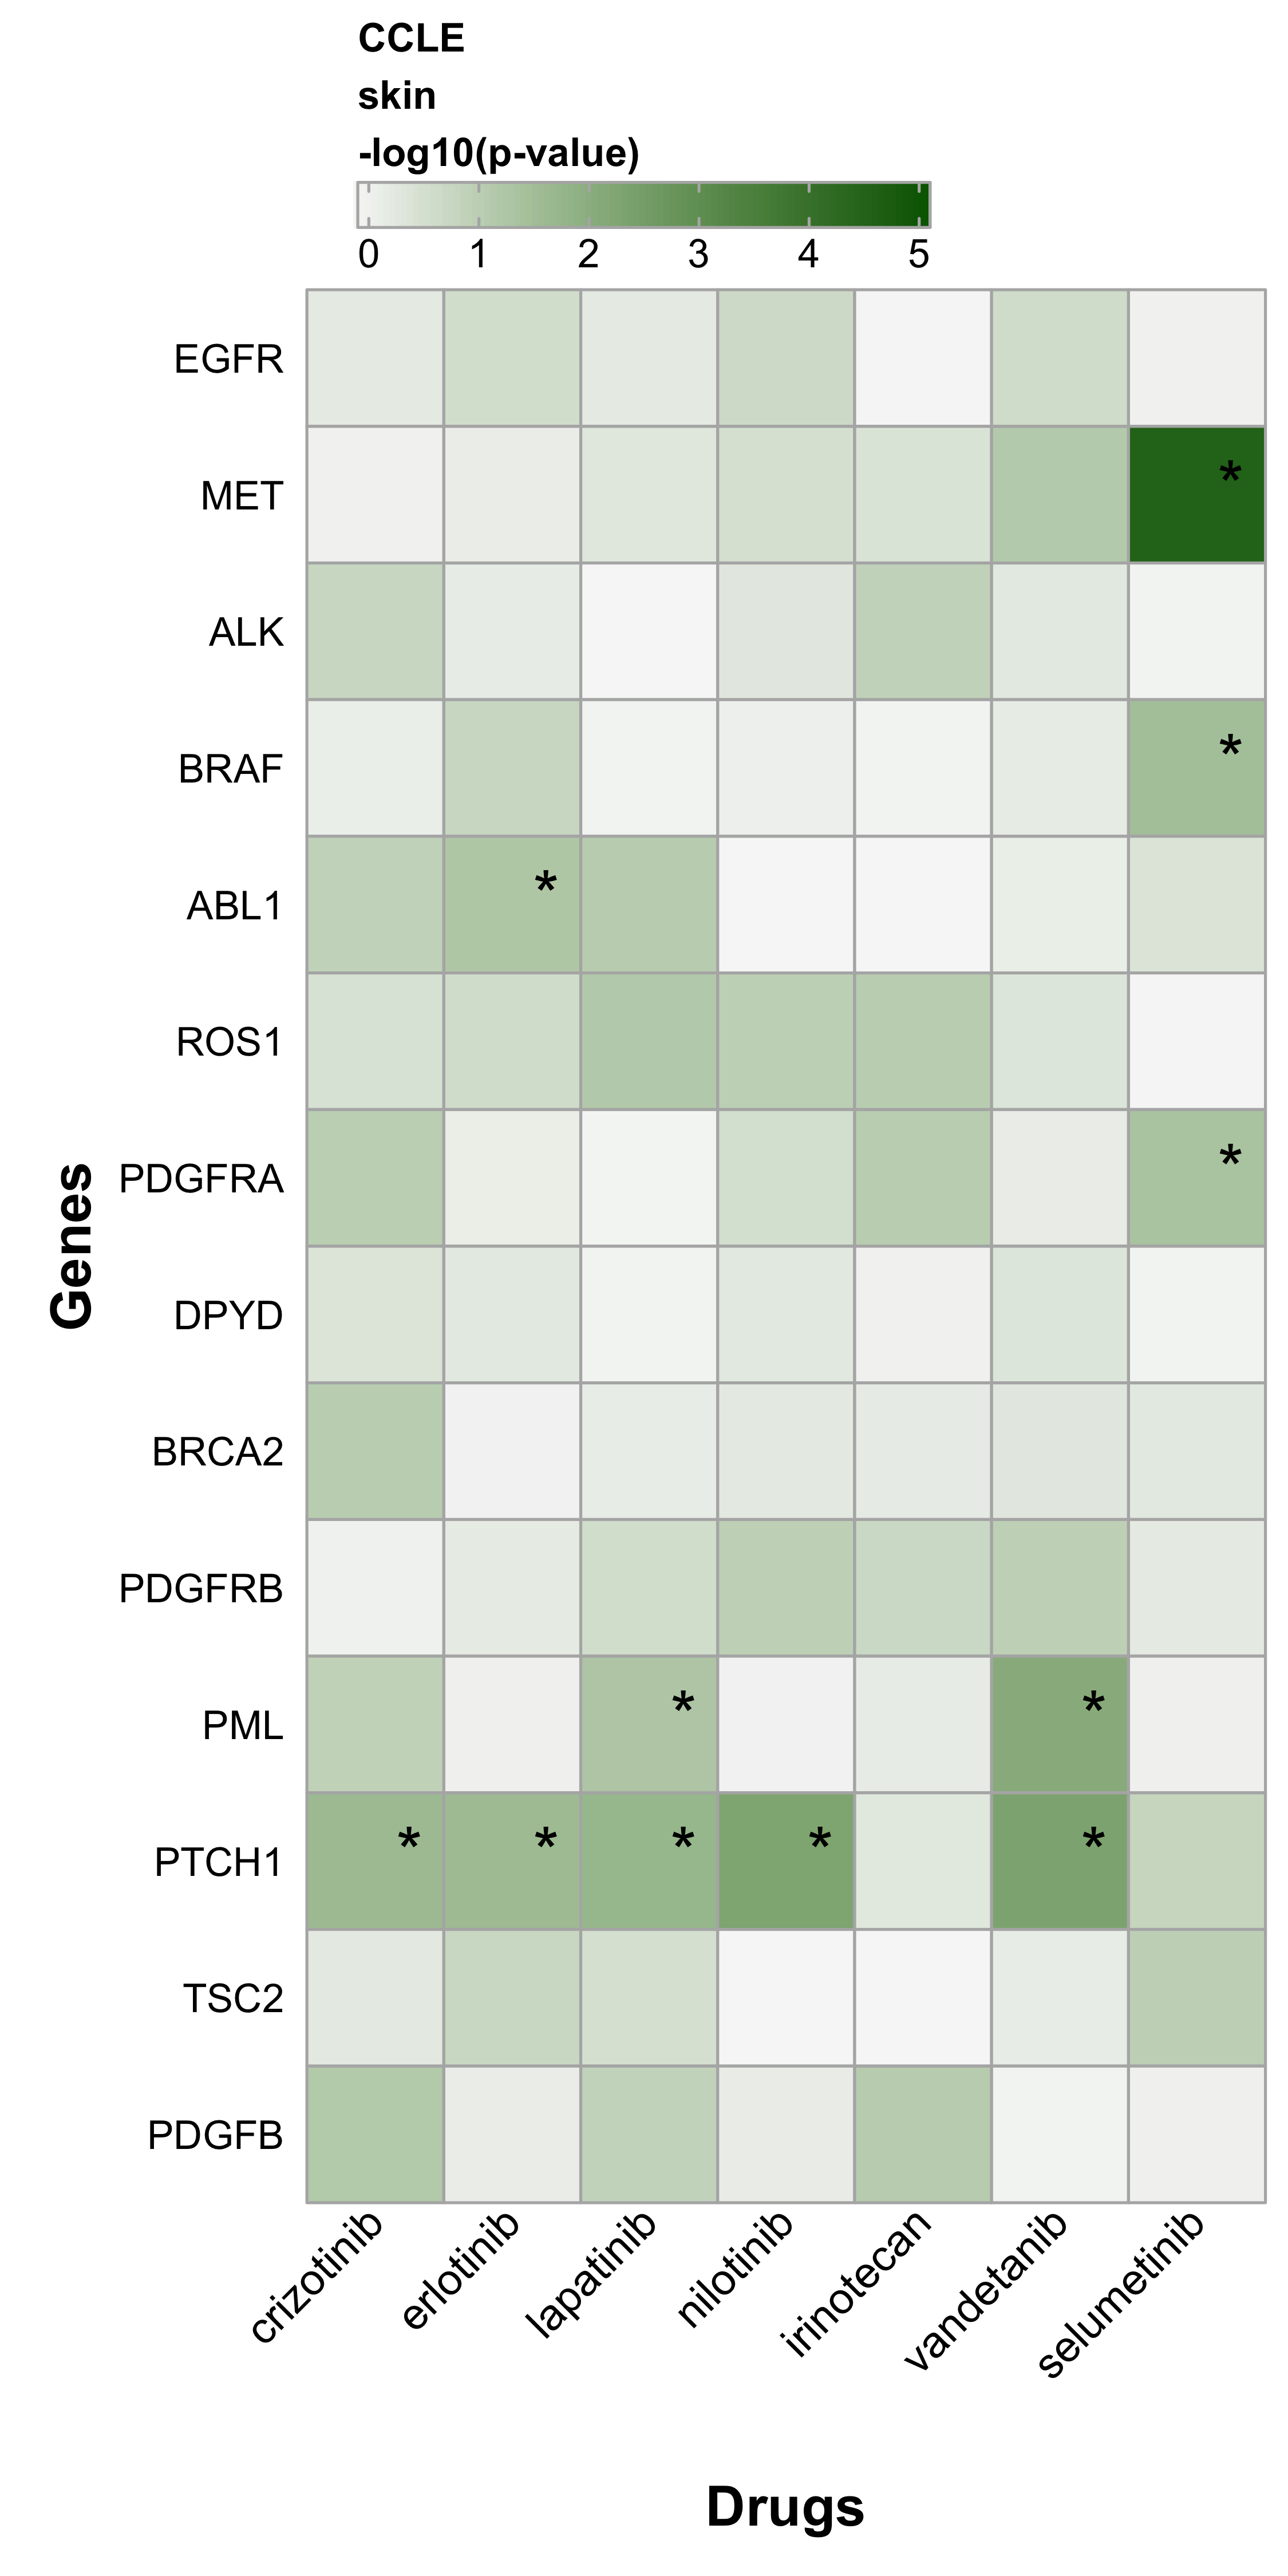 CCLE
skin
-log10(p-value)
0 1 2 3 4 5
EGFR
MET
*
ALK
BRAF
*
ABL1
*
ROS1
PDGFRA
*
DPYD
BRCA2
PDGFRB
PML
* *
PTCH1
* * * * *
TSC2
PDGFB
Genes
crizotinib
erlotinib
lapatinib
nilotinib
irinotecan
vandetanib
selumetinib
Drugs